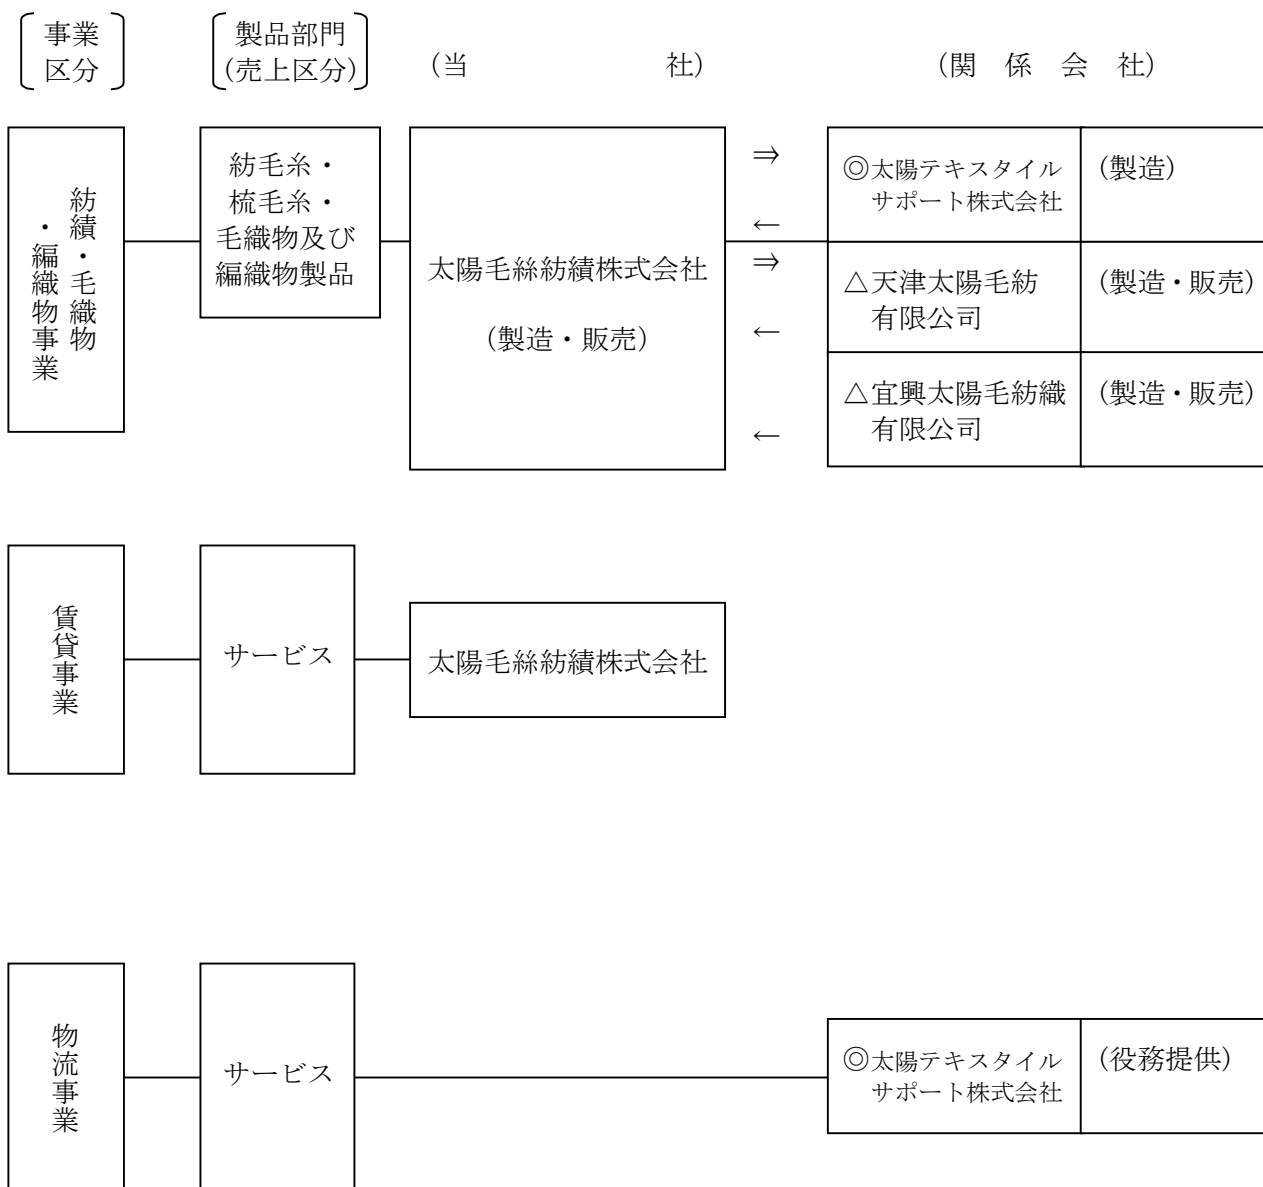 事業
区分
製品部門
(売上区分)
(当　　　　　　　社)
(関　係　会　社)
紡績・毛織物
・編織物事業
紡毛糸・
梳毛糸・
毛織物及び
編織物製品
太陽毛絲紡績株式会社
(製造・販売)
⇒
←
⇒
←
←
◎太陽テキスタイル
サポート株式会社
(製造)
△天津太陽毛紡
有限公司
(製造・販売)
△宜興太陽毛紡織
有限公司
(製造・販売)
賃貸事業
サービス
太陽毛絲紡績株式会社
物流事業
サービス
◎太陽テキスタイル
サポート株式会社
(役務提供)